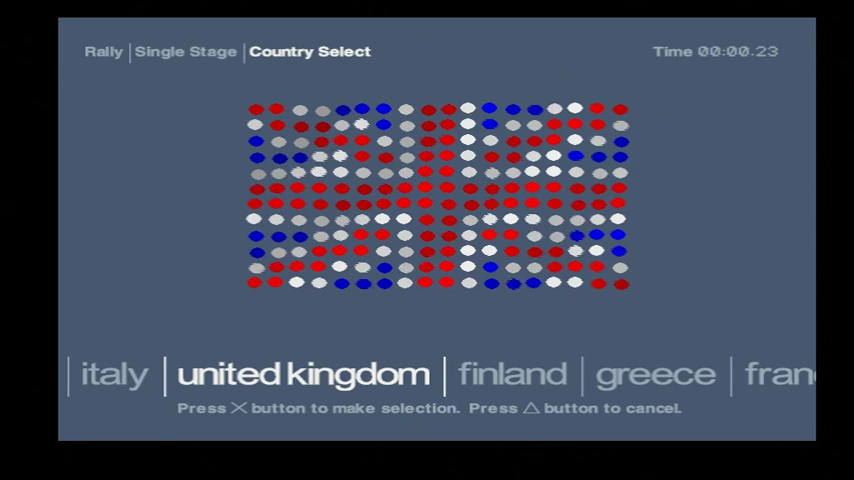 Rally | Single Stage | Country Select Time 00:00.23
italy | united kingdom | finland | greece |
Press X button to make selection. Press △ button to cancel.